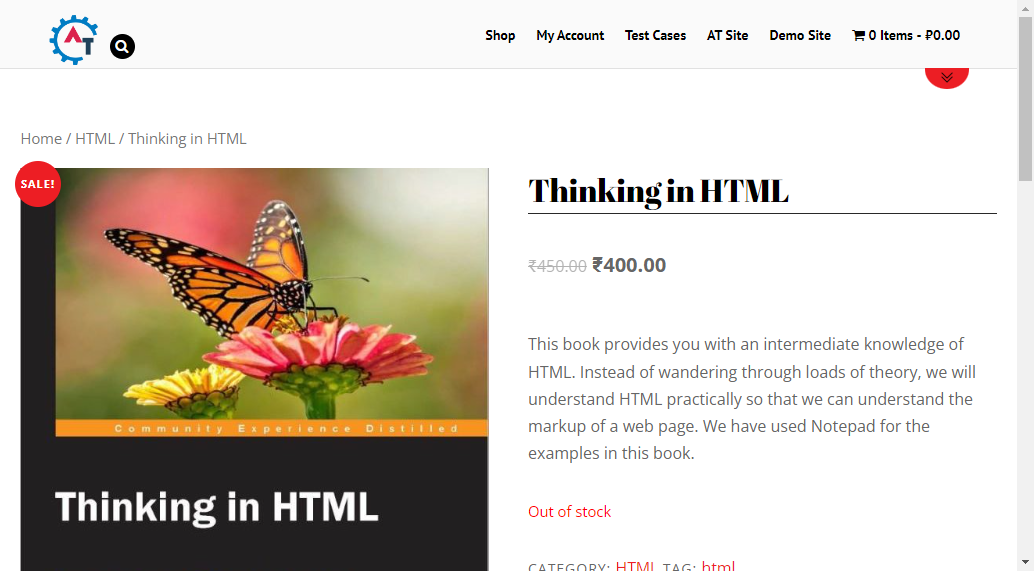 AT
Shop My Account Test Cases AT Site Demo Site 0 Items - ₽0.00
Home / HTML / Thinking in HTML
SALE!
Thinking in HTML
₹450.00 ₹400.00
This book provides you with an intermediate knowledge of
HTML. Instead of wandering through loads of theory, we will
understand HTML practically so that we can understand the
markup of a web page. We have used Notepad for the
examples in this book.
Out of stock
CATEGORY: HTML TAG: html
Community Experience Distilled
Thinking in HTML